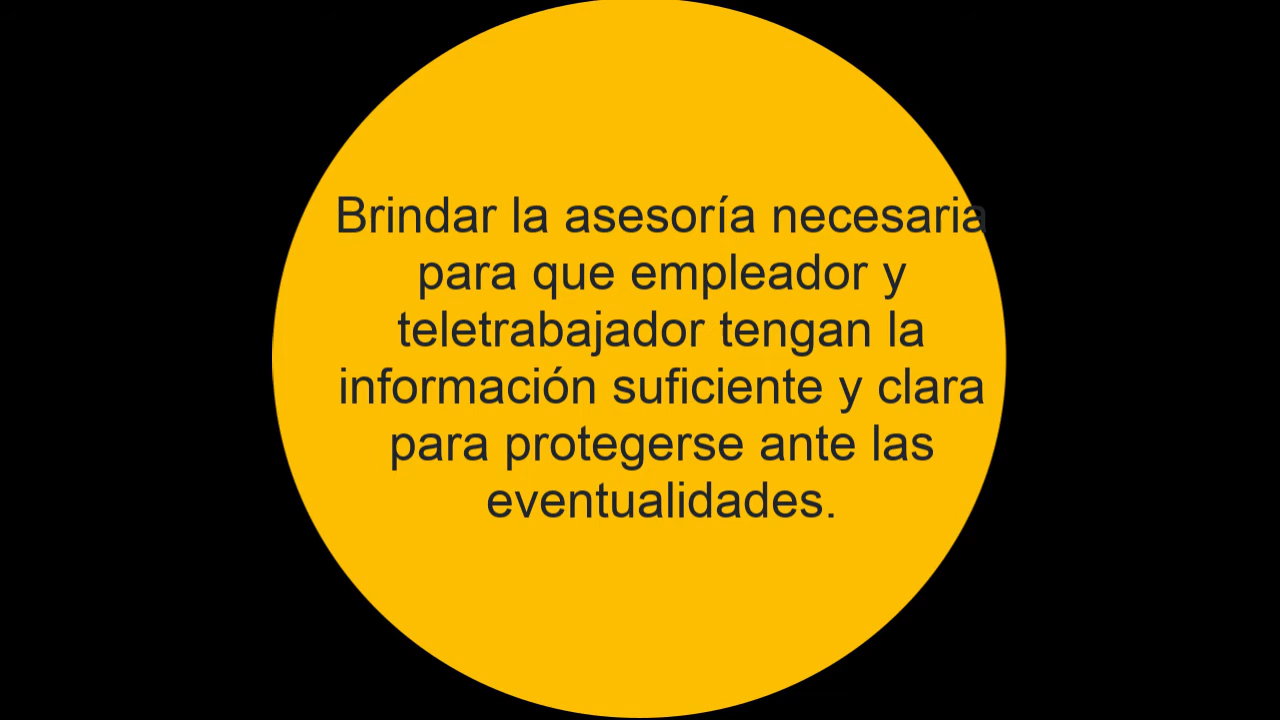 Brindar la asesoría necesaria
para que empleador y
teletrabajador tengan la
información suficiente y clara
para protegerse ante las
eventualidades.